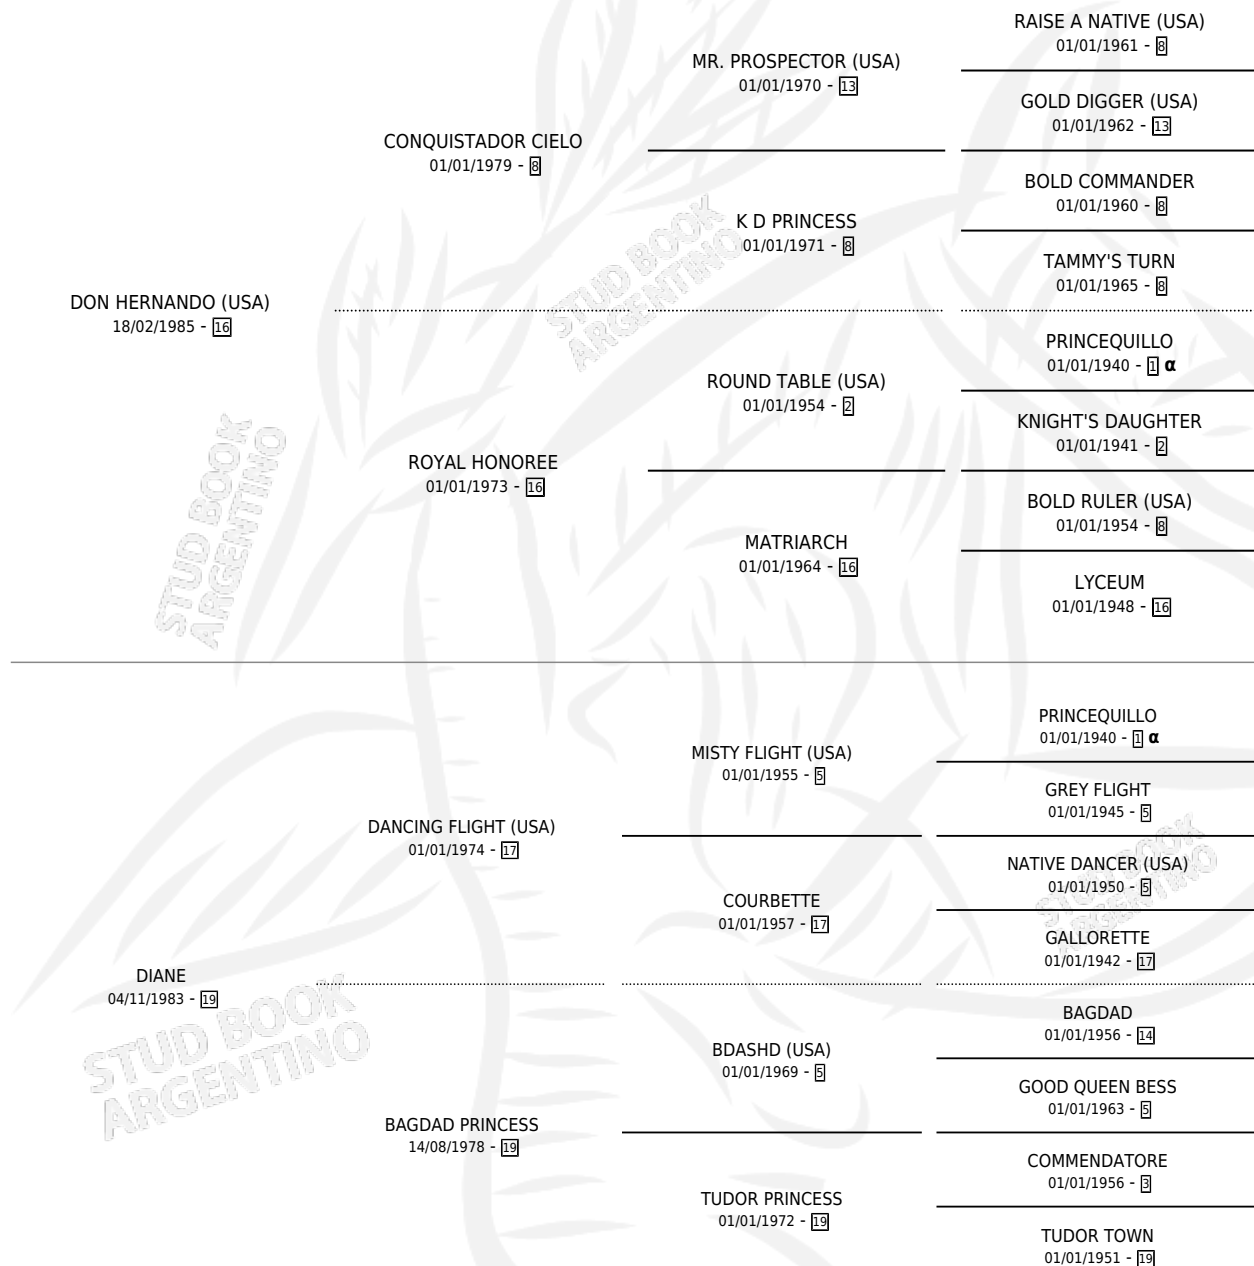 RAISE A NATIVE (USA)
01/01/1961 - 8
MR. PROSPECTOR (USA)
01/01/1970 - 13
GOLD DIGGER (USA)
01/01/1962 - 13
CONQUISTADOR CIELO
01/01/1979 - 8
BOLD COMMANDER
01/01/1960 - 8
K D PRINCESS
01/01/1971 - 8
TAMMY'S TURN
01/01/1965 - 8
DON HERNANDO (USA)
18/02/1985 - 16
PRINCEQUILLO
01/01/1940 - 1 α
ROUND TABLE (USA)
01/01/1954 - 2
KNIGHT'S DAUGHTER
01/01/1941 - 2
ROYAL HONOREE
01/01/1973 - 16
BOLD RULER (USA)
01/01/1954 - 8
MATRIARCH
01/01/1964 - 16
LYCEUM
01/01/1948 - 16
STUD BOOK
ARGENTINO
STUD BOOK
ARGENTINO
PRINCEQUILLO
01/01/1940 - 1 α
MISTY FLIGHT (USA)
01/01/1955 - 5
GREY FLIGHT
01/01/1945 - 5
DANCING FLIGHT (USA)
01/01/1974 - 17
NATIVE DANCER (USA)
01/01/1950 - 5
COURBETTE
01/01/1957 - 17
GALLORETTE
01/01/1942 - 17
DIANE
04/11/1983 - 19
BAGDAD
01/01/1956 - 14
BDASHD (USA)
01/01/1969 - 5
GOOD QUEEN BESS
01/01/1963 - 5
BAGDAD PRINCESS
14/08/1978 - 19
COMMENDATORE
01/01/1956 - 3
TUDOR PRINCESS
01/01/1972 - 19
TUDOR TOWN
01/01/1951 - 19
STUD BOOK
ARGENTINO
STUD BOOK
ARGENTINO